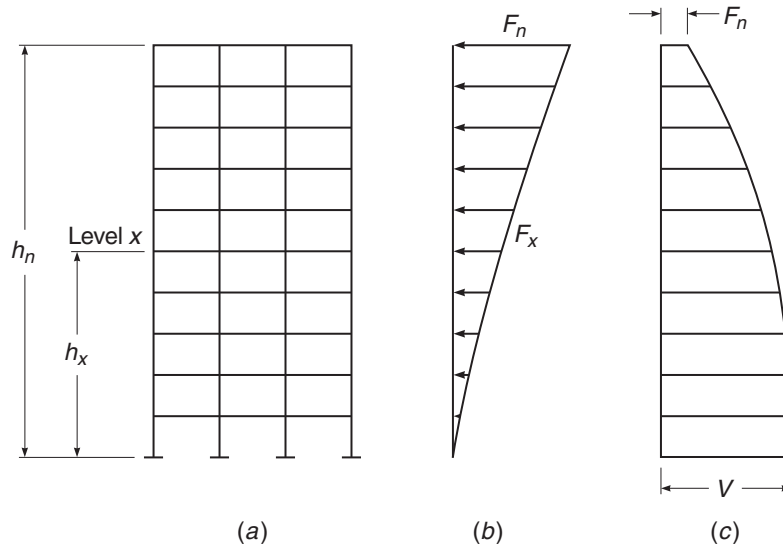 F_n
F_n
Level x
h_n
F_x
h_x
V
(a)
(b)
(c)